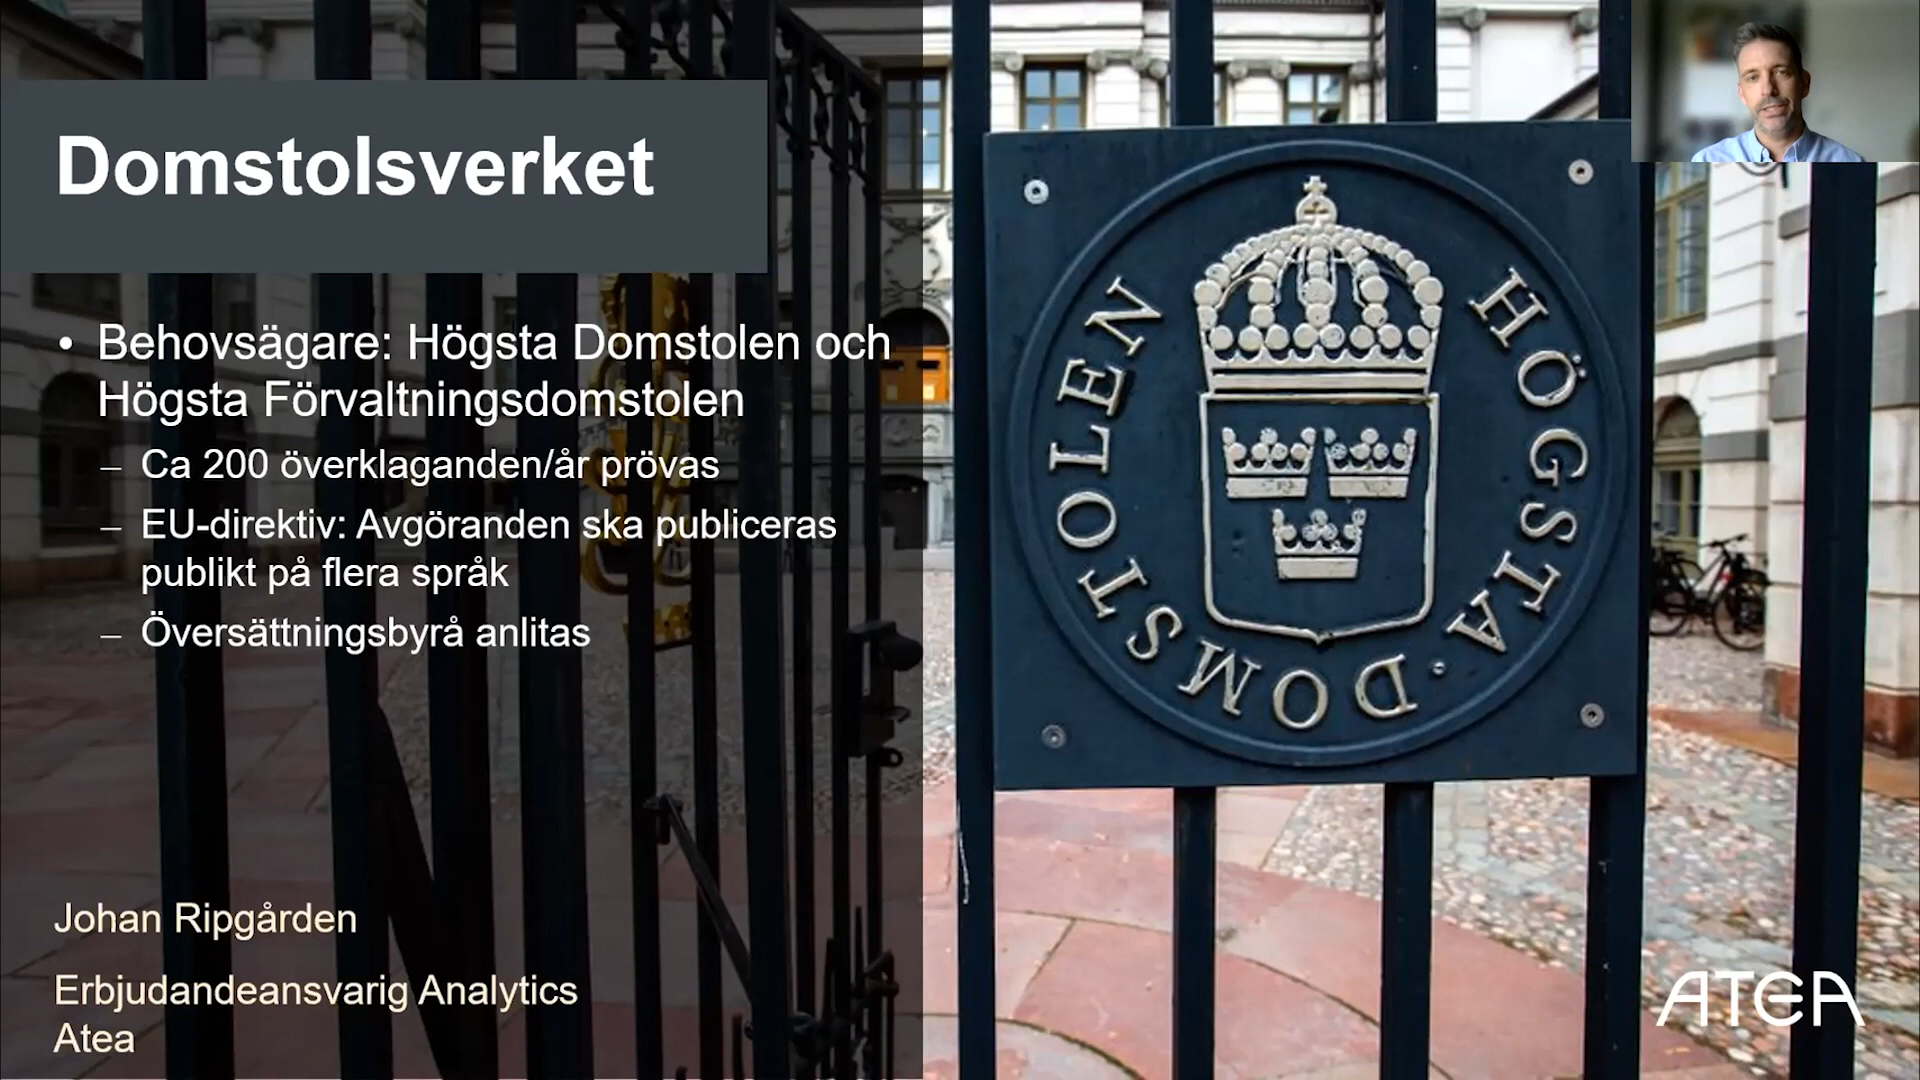 Domstolsverket
• Behovsägare: Högsta Domstolen och
Högsta Förvaltningsdomstolen
– Ca 200 överklaganden/år prövas
– EU-direktiv: Avgöranden ska publiceras
publikt på flera språk
– Översättningsbyrå anlitas
Johan Ripgården
Erbjudandeansvarig Analytics
Atea
HÖGSTA · DOMSTOLEN
ATEA